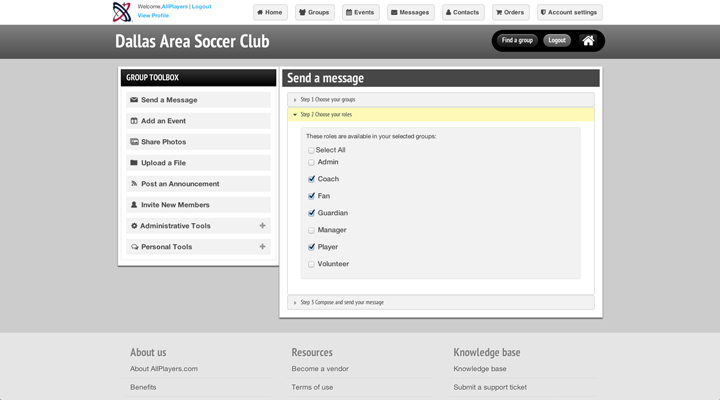 Welcome,AllPlayers | Logout
View Profile
Home
Groups
Events
Messages
Contacts
Orders
Account settings
Dallas Area Soccer Club
Find a group
Logout
GROUP TOOLBOX
Send a Message
Add an Event
Share Photos
Upload a File
Post an Announcement
Invite New Members
Administrative Tools
Personal Tools
Send a message
Step 1 Choose your groups
Step 2 Choose your roles
These roles are available in your selected groups:
Select All
Admin
Coach
Fan
Guardian
Manager
Player
Volunteer
Step 3 Compose and send your message
About us
About AllPlayers.com
Benefits
Resources
Become a vendor
Terms of use
Knowledge base
Knowledge base
Submit a support ticket